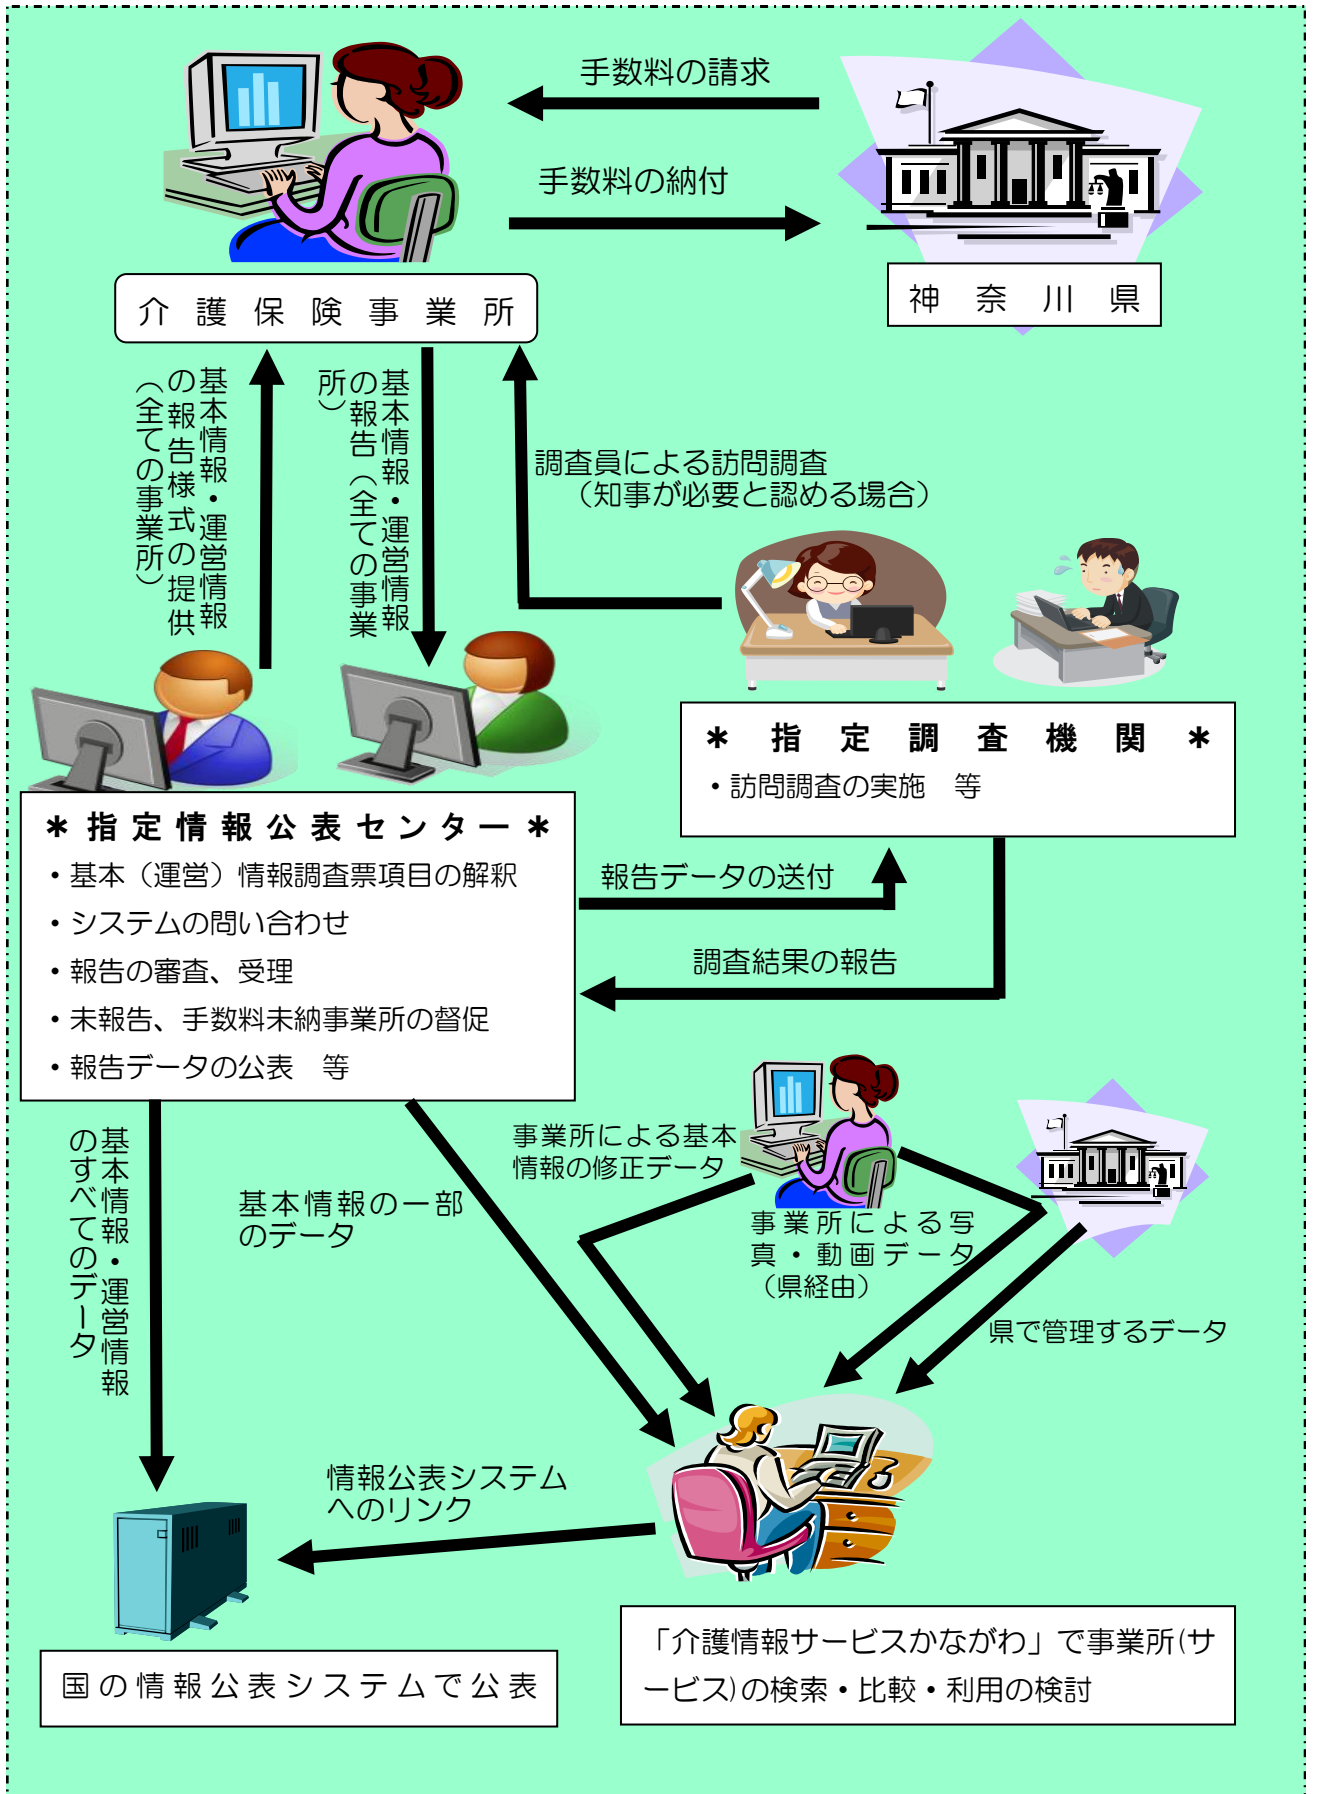 手数料の請求
手数料の納付
介護保険事業所
神奈川県
基本情報・運営情報
の報告様式の提供
（全ての事業所）
基本情報・運営情報
の報告（全ての事業
所）
調査員による訪問調査
（知事が必要と認める場合）
＊指定調査機関＊
・訪問調査の実施　等
＊指定情報公表センター＊
・基本（運営）情報調査票項目の解釈
・システムの問い合わせ
・報告の審査、受理
・未報告、手数料未納事業所の督促
・報告データの公表　等
報告データの送付
調査結果の報告
基本情報・運営情報
のすべてのデータ
基本情報の一部
のデータ
事業所による基本
情報の修正データ
事業所による写
真・動画データ
（県経由）
県で管理するデータ
情報公表システム
へのリンク
国の情報公表システムで公表
「介護情報サービスかながわ」で事業所(サ
ービス)の検索・比較・利用の検討